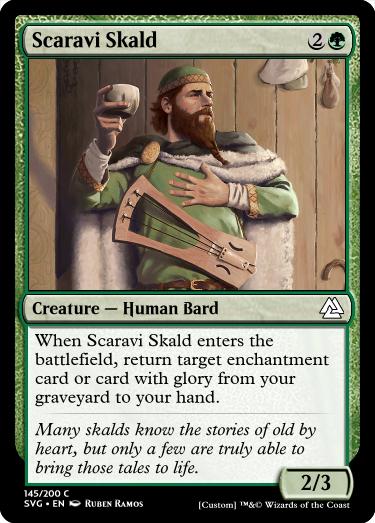 Scaravi Skald 2
Creature — Human Bard
When Scaravi Skald enters the
battlefield, return target enchantment
card or card with glory from your
graveyard to your hand.
Many skalds know the stories of old by
heart, but only a few are truly able to
bring those tales to life.
2/3
145/200 C
SVG • EN Ruben Ramos
[Custom] ™&© Wizards of the Coast